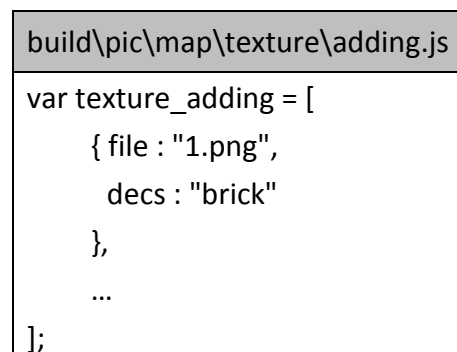 build\pic\map\texture\adding.js
var texture_adding = [
{ file : "1.png",
decs : "brick"
},
…
];